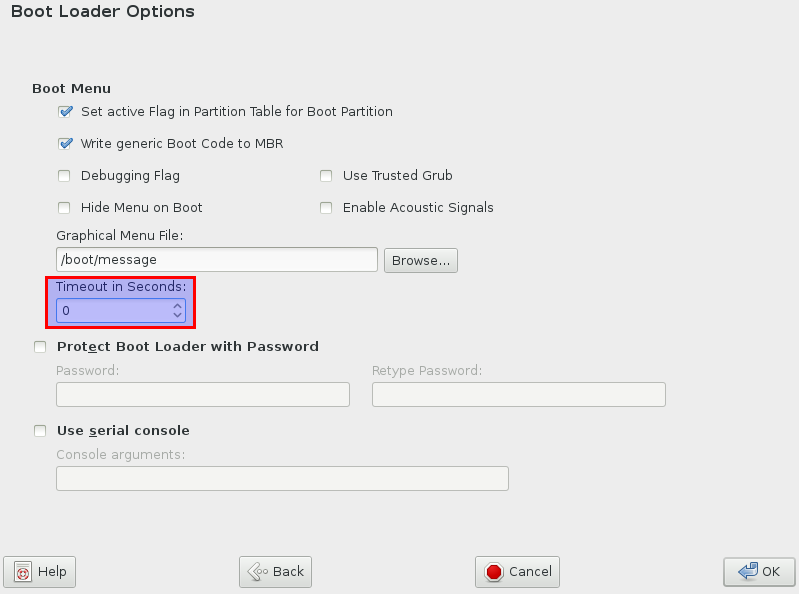 Boot Loader Options
Boot Menu
Set active Flag in Partition Table for Boot Partition
Write generic Boot Code to MBR
Debugging Flag Use Trusted Grub
Hide Menu on Boot Enable Acoustic Signals
Graphical Menu File:
/boot/message Browse...
Timeout in Seconds:
0
Protect Boot Loader with Password
Password: Retype Password:
Use serial console
Console arguments:
Help Back Cancel OK